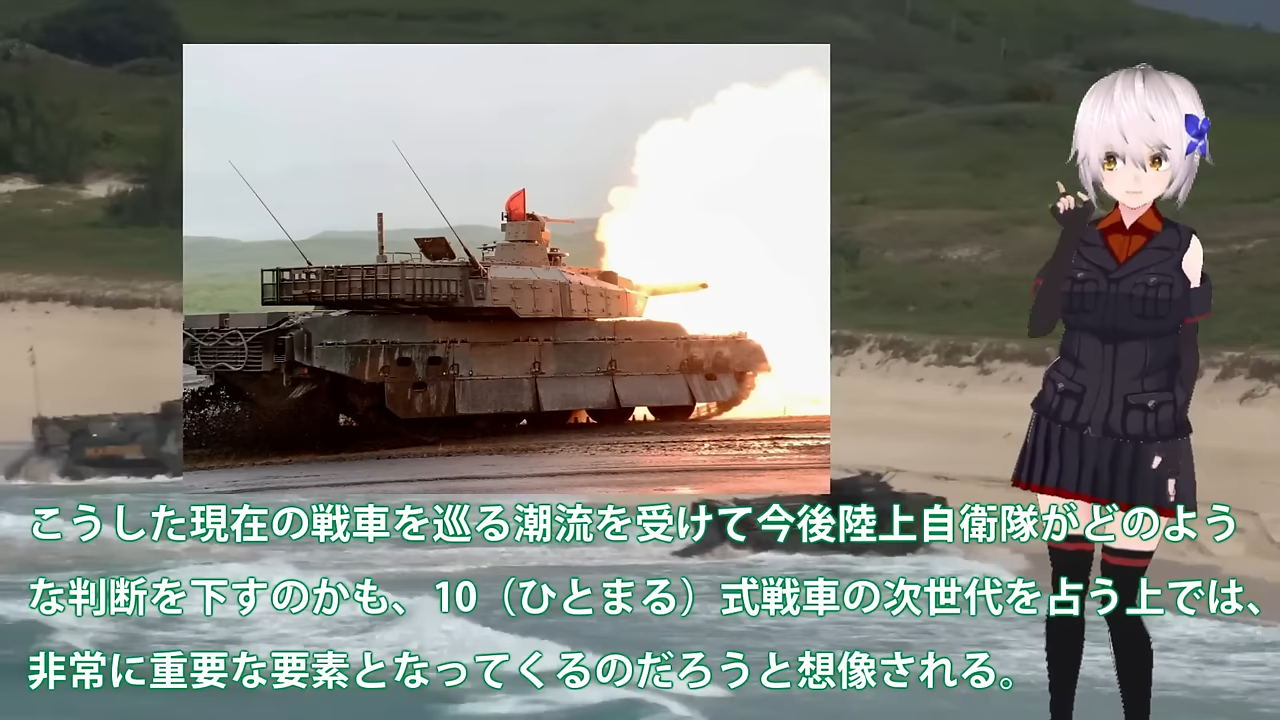 こうした現在の戦車を巡る潮流を受けて今後陸上自衛隊がどのよう
な判断を下すのかも、10（ひとまる）式戦車の次世代を占う上では、
非常に重要な要素となってくるのだろうと想像される。